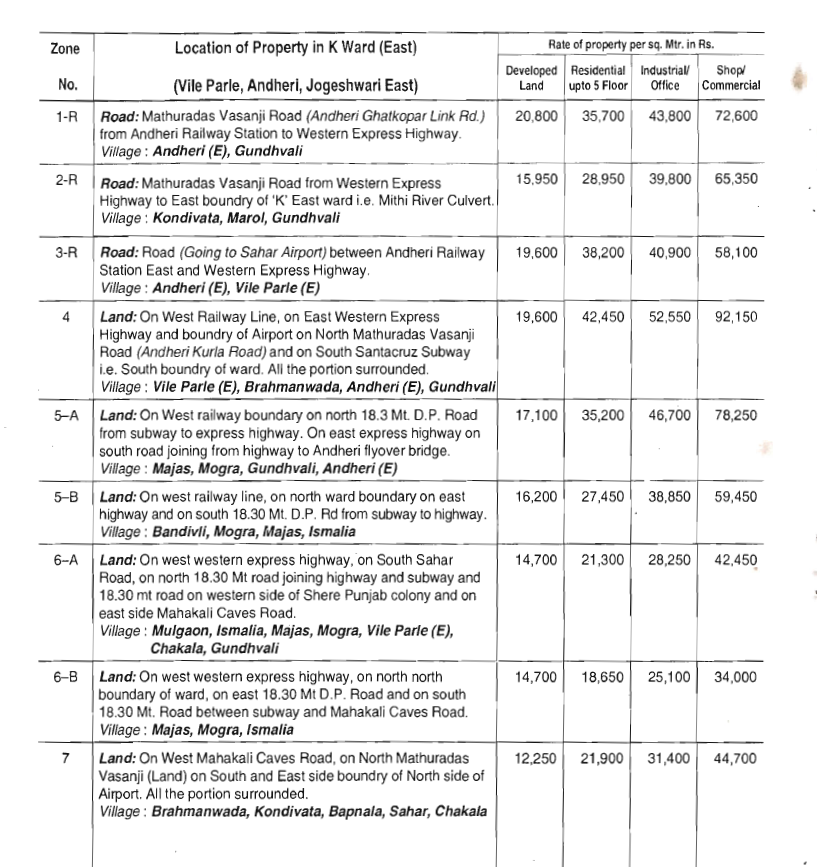 Zone No. Location of Property in K Ward (East) (Vile Parle, Andheri, Jogeshwari East) Rate of property per sq. Mtr. in Rs.
Developed Land Residential upto 5 Floor Industrial/ Office Shop/ Commercial
1-R Road: Mathuradas Vasanji Road (Andheri Ghatkopar Link Rd.) 20,800 35,700 43,800 72,600
from Andheri Railway Station to Western Express Highway.
Village : Andheri (E), Gundhvali
2-R Road: Mathuradas Vasanji Road from Western Express 15,950 28,950 39,800 65,350
Highway to East boundry of 'K' East ward i.e. Mithi River Culvert.
Village : Kondivata, Marol, Gundhvali
3-R Road: Road (Going to Sahar Airport) between Andheri Railway 19,600 38,200 40,900 58,100
Station East and Western Express Highway.
Village : Andheri (E), Vile Parle (E)
4 Land: On West Railway Line, on East Western Express 19,600 42,450 52,550 92,150
Highway and boundry of Airport on North Mathuradas Vasanji
Road (Andheri Kurla Road) and on South Santacruz Subway
i.e. South boundry of ward. All the portion surrounded.
Village : Vile Parle (E), Brahmanwada, Andheri (E), Gundhvali
5–A Land: On West railway boundary on north 18.3 Mt. D.P. Road 17,100 35,200 46,700 78,250
from subway to express highway. On east express highway on
south road joining from highway to Andheri flyover bridge.
Village : Majas, Mogra, Gundhvali, Andheri (E)
5–B Land: On west railway line, on north ward boundary on east 16,200 27,450 38,850 59,450
highway and on south 18.30 Mt. D.P. Rd from subway to highway.
Village : Bandivli, Mogra, Majas, Ismalia
6–A Land: On west western express highway, on South Sahar 14,700 21,300 28,250 42,450
Road, on north 18.30 Mt road joining highway and subway and
18.30 mt road on western side of Shere Punjab colony and on
east side Mahakali Caves Road.
Village : Mulgaon, Ismalia, Majas, Mogra, Vile Parle (E),
Chakala, Gundhvali
6–B Land: On west western express highway, on north north 14,700 18,650 25,100 34,000
boundary of ward, on east 18.30 Mt D.P. Road and on south
18.30 Mt. Road between subway and Mahakali Caves Road.
Village : Majas, Mogra, Ismalia
7 Land: On West Mahakali Caves Road, on North Mathuradas 12,250 21,900 31,400 44,700
Vasanji (Land) on South and East side boundry of North side of
Airport. All the portion surrounded.
Village : Brahmanwada, Kondivata, Bapnala, Sahar, Chakala